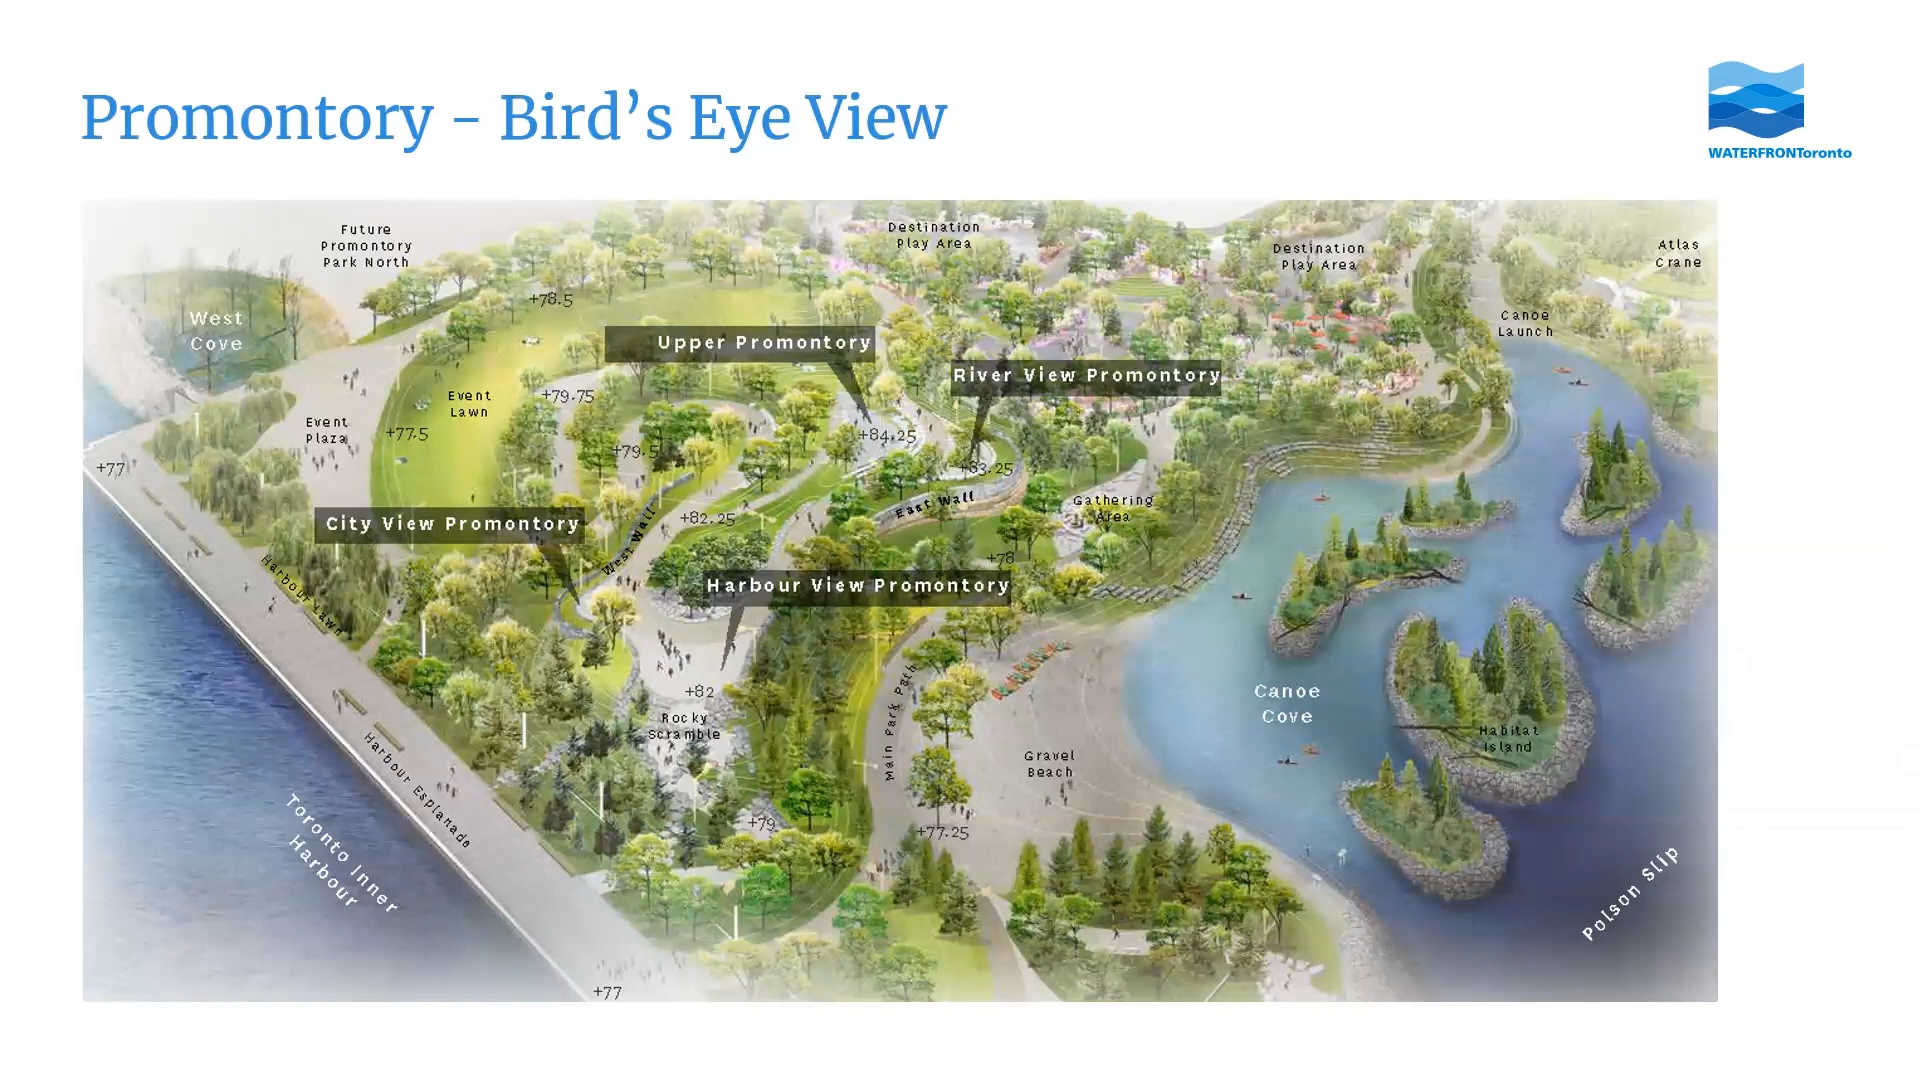 Promontory - Bird's Eye View
WATERFRONToronto
Future
Promontory
Park North
Destination
Play Area
Destination
Play Area
Atlas
Crane
West
Cove
+78.5
Canoe
Launch
Upper Promontory
River View Promontory
Event
Lawn
+79.75
Event
Plaza
+77.5
+79.5
+84.25
+83.25
+77
East Wall
Gathering
Area
City View Promontory
West Wall
+82.25
+78
Harbour Lawn
Harbour View Promontory
+82
Rocky
Scramble
Main Park Path
Canoe
Cove
Habitat
Island
Gravel
Beach
Harbour Esplanade
+79
+77.25
Toronto Inner
Harbour
Polson Slip
+77